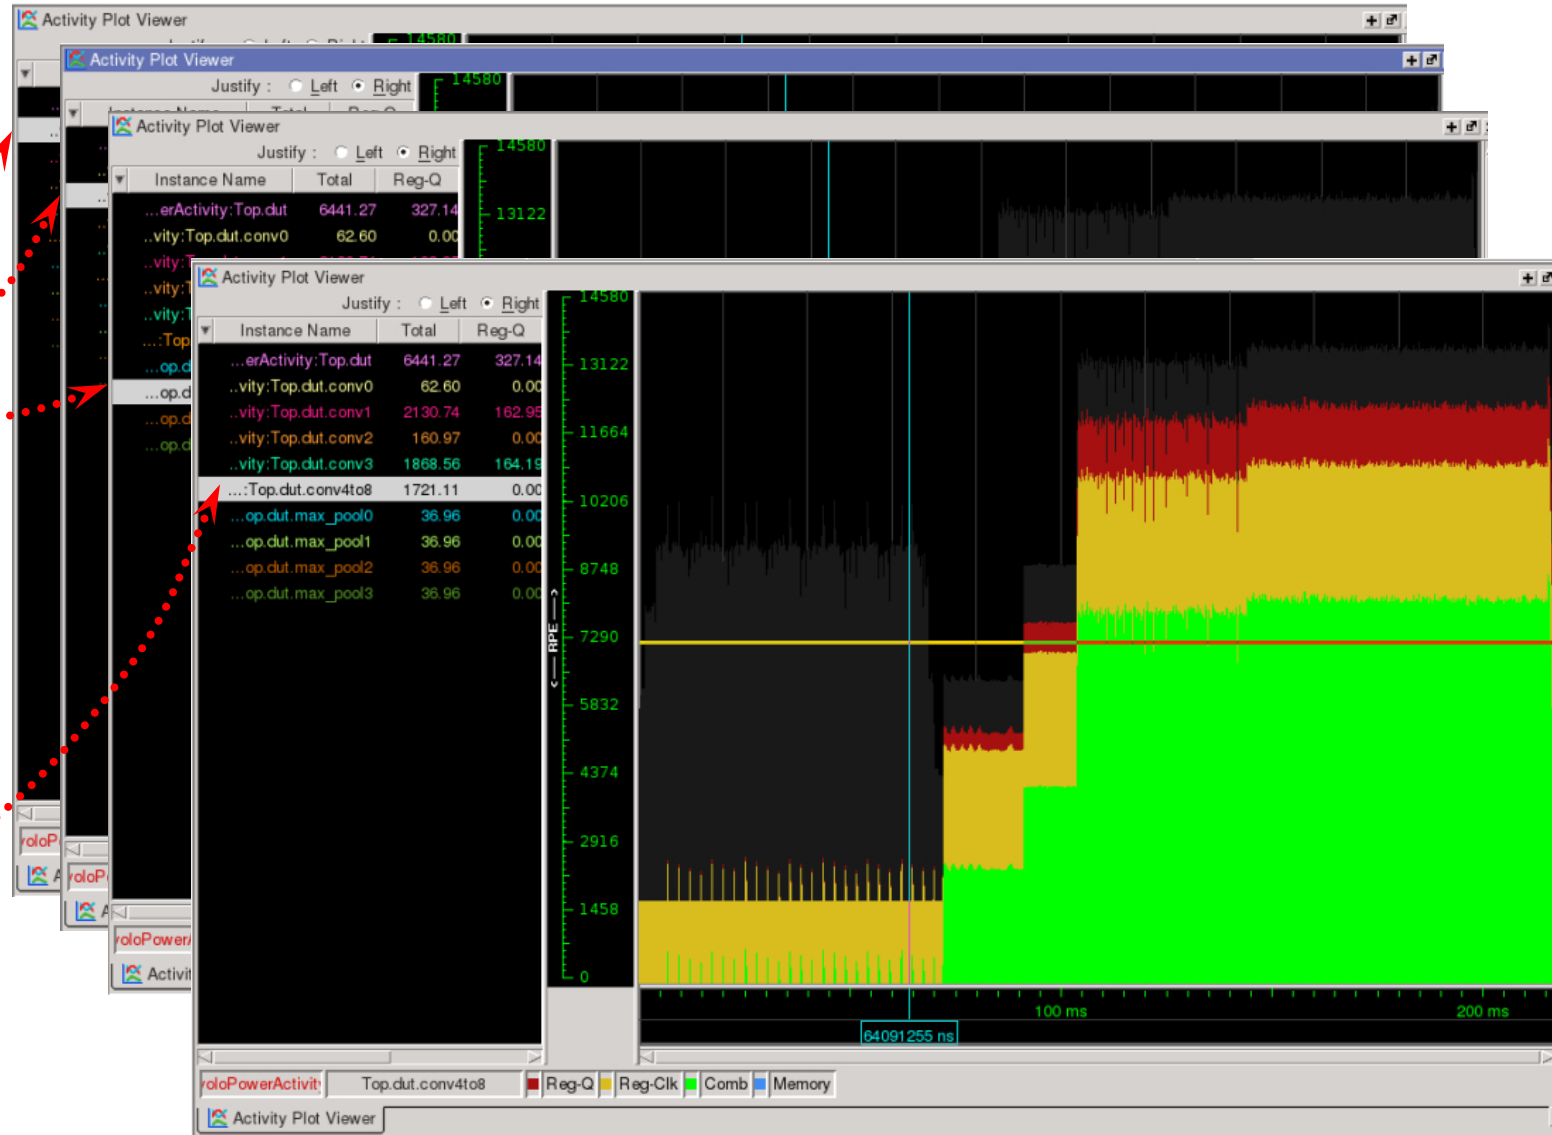 Activity Plot Viewer
14580
Activity Plot Viewer
Justify : Left Right
14580
Activity Plot Viewer
Justify : Left Right
14580
Instance Name Total Reg-Q
...erActivity:Top.dut 6441.27 327.14
13122
..vity:Top.dut.conv0 62.60 0.00
Activity Plot Viewer
Justify : Left Right
14580
Instance Name Total Reg-Q
...erActivity:Top.dut 6441.27 327.14
13122
..vity:Top.dut.conv0 62.60 0.00
..vity:Top.dut.conv1 2130.74 162.95
11664
..vity:Top.dut.conv2 160.97 0.00
..vity:Top.dut.conv3 1868.56 164.19
...:Top.dut.conv4to8 1721.11 0.00
10206
...op.dut.max_pool0 36.96 0.00
...op.dut.max_pool1 36.96 0.00
...op.dut.max_pool2 36.96 0.00
8748
...op.dut.max_pool3 36.96 0.00
<-- RPE -->
7290
5832
4374
2916
1458
0
100 ms 200 ms
64091255 ns
voloPowerActivity Top.dut.conv4to8 Reg-Q Reg-Clk Comb Memory
Activity Plot Viewer